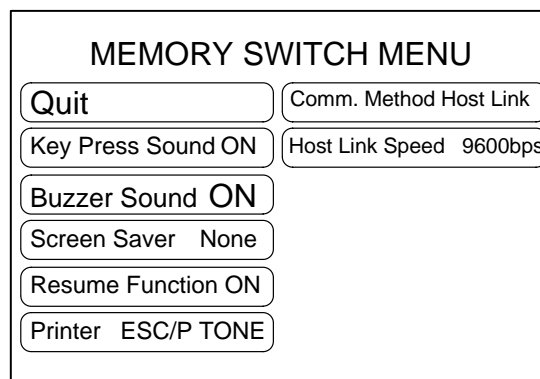 MEMORY SWITCH MENU
Quit
Key Press Sound ON
Buzzer Sound ON
Screen Saver None
Resume Function ON
Printer ESC/P TONE
Comm. Method Host Link
Host Link Speed 9600bps